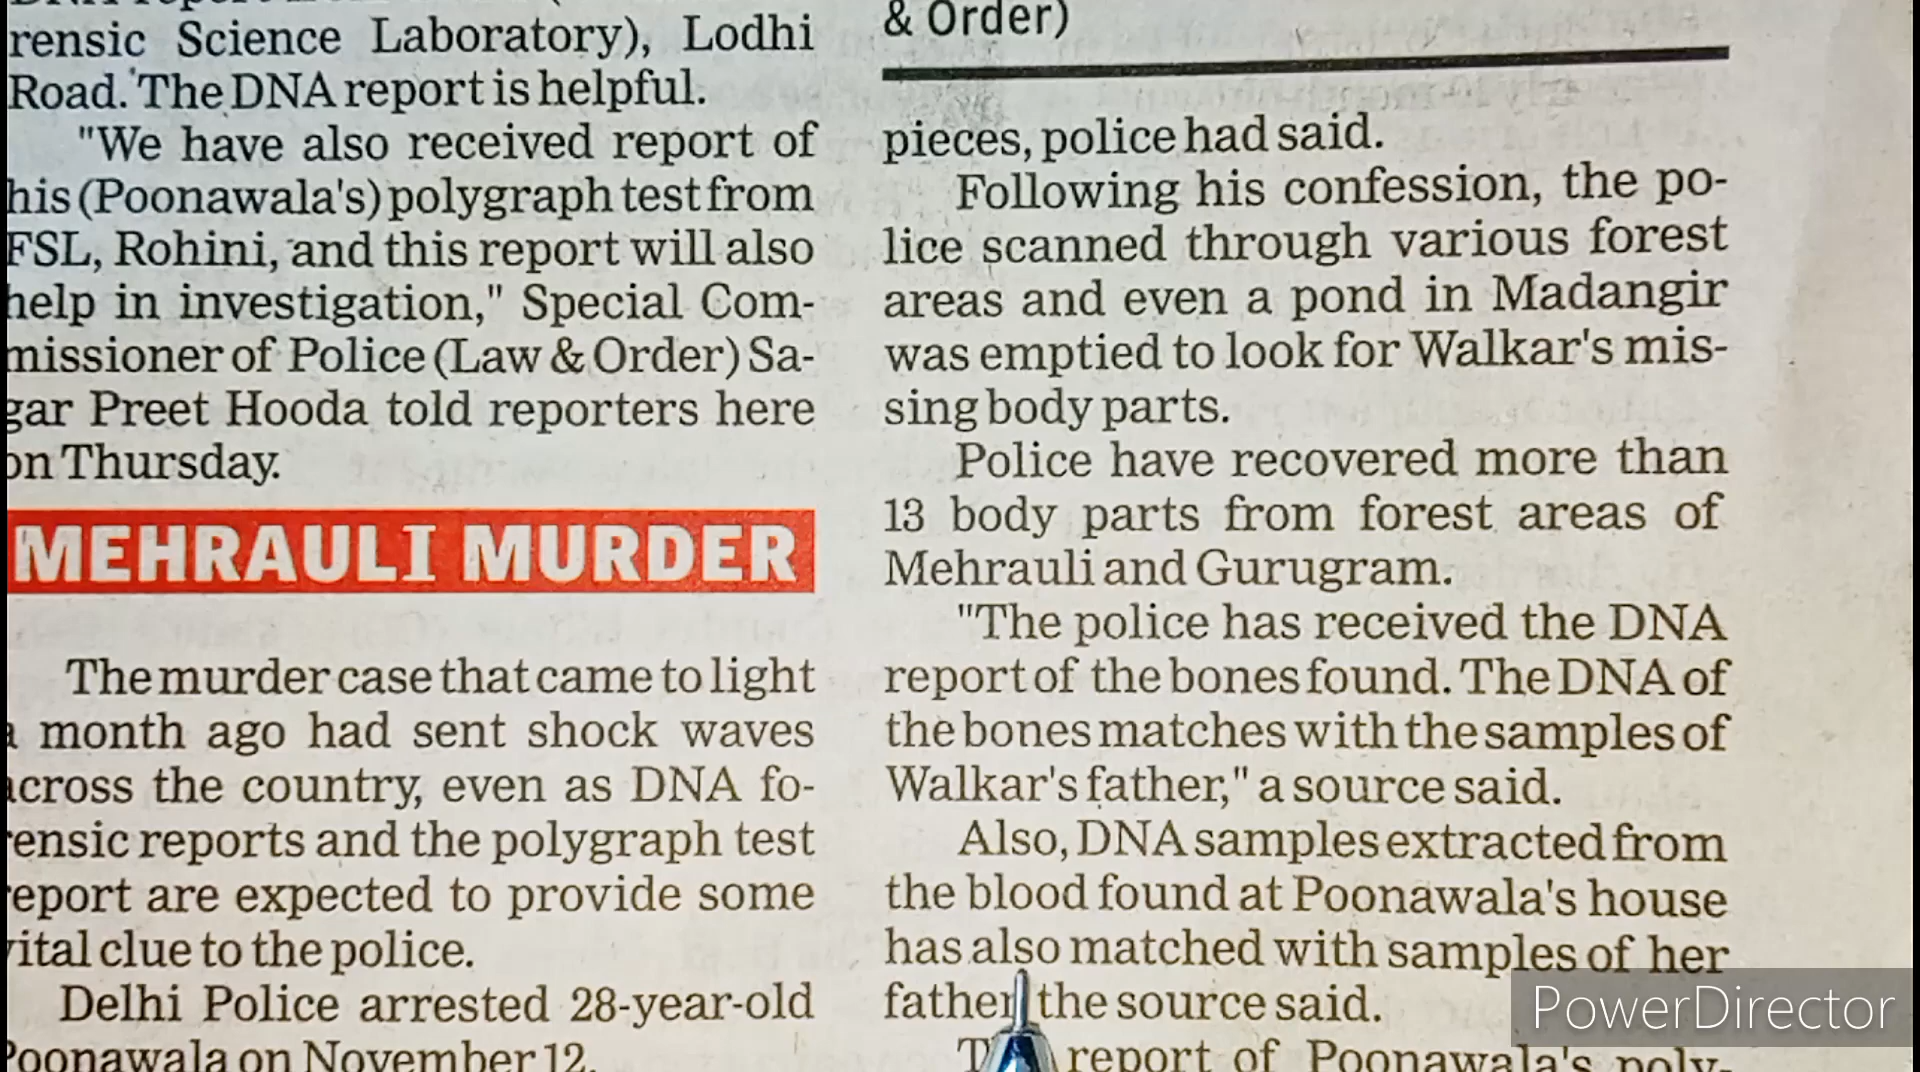 rensic Science Laboratory), Lodhi
Road. The DNA report is helpful.
"We have also received report of
his (Poonawala's) polygraph test from
FSL, Rohini, and this report will also
help in investigation," Special Com-
missioner of Police (Law & Order) Sa-
gar Preet Hooda told reporters here
on Thursday.
MEHRAULI MURDER
The murder case that came to light
a month ago had sent shock waves
across the country, even as DNA fo-
rensic reports and the polygraph test
report are expected to provide some
vital clue to the police.
Delhi Police arrested 28-year-old
Poonawala on November 12.
& Order)
pieces, police had said.
Following his confession, the po-
lice scanned through various forest
areas and even a pond in Madangir
was emptied to look for Walkar's mis-
sing body parts.
Police have recovered more than
13 body parts from forest areas of
Mehrauli and Gurugram.
"The police has received the DNA
report of the bones found. The DNA of
the bones matches with the samples of
Walkar's father," a source said.
Also, DNA samples extracted from
the blood found at Poonawala's house
has also matched with samples of her
father the source said.
report of Poonawala's poly-
PowerDirector